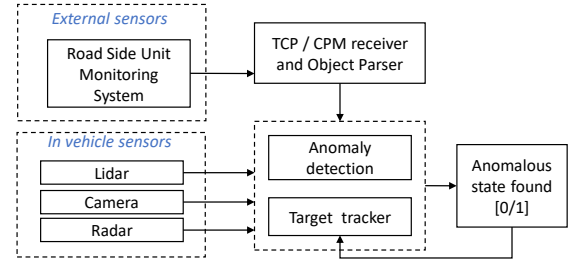 External sensors
Road Side Unit
Monitoring
System
TCP / CPM receiver
and Object Parser
In vehicle sensors
Lidar
Camera
Radar
Anomaly
detection
Target tracker
Anomalous
state found
[0/1]